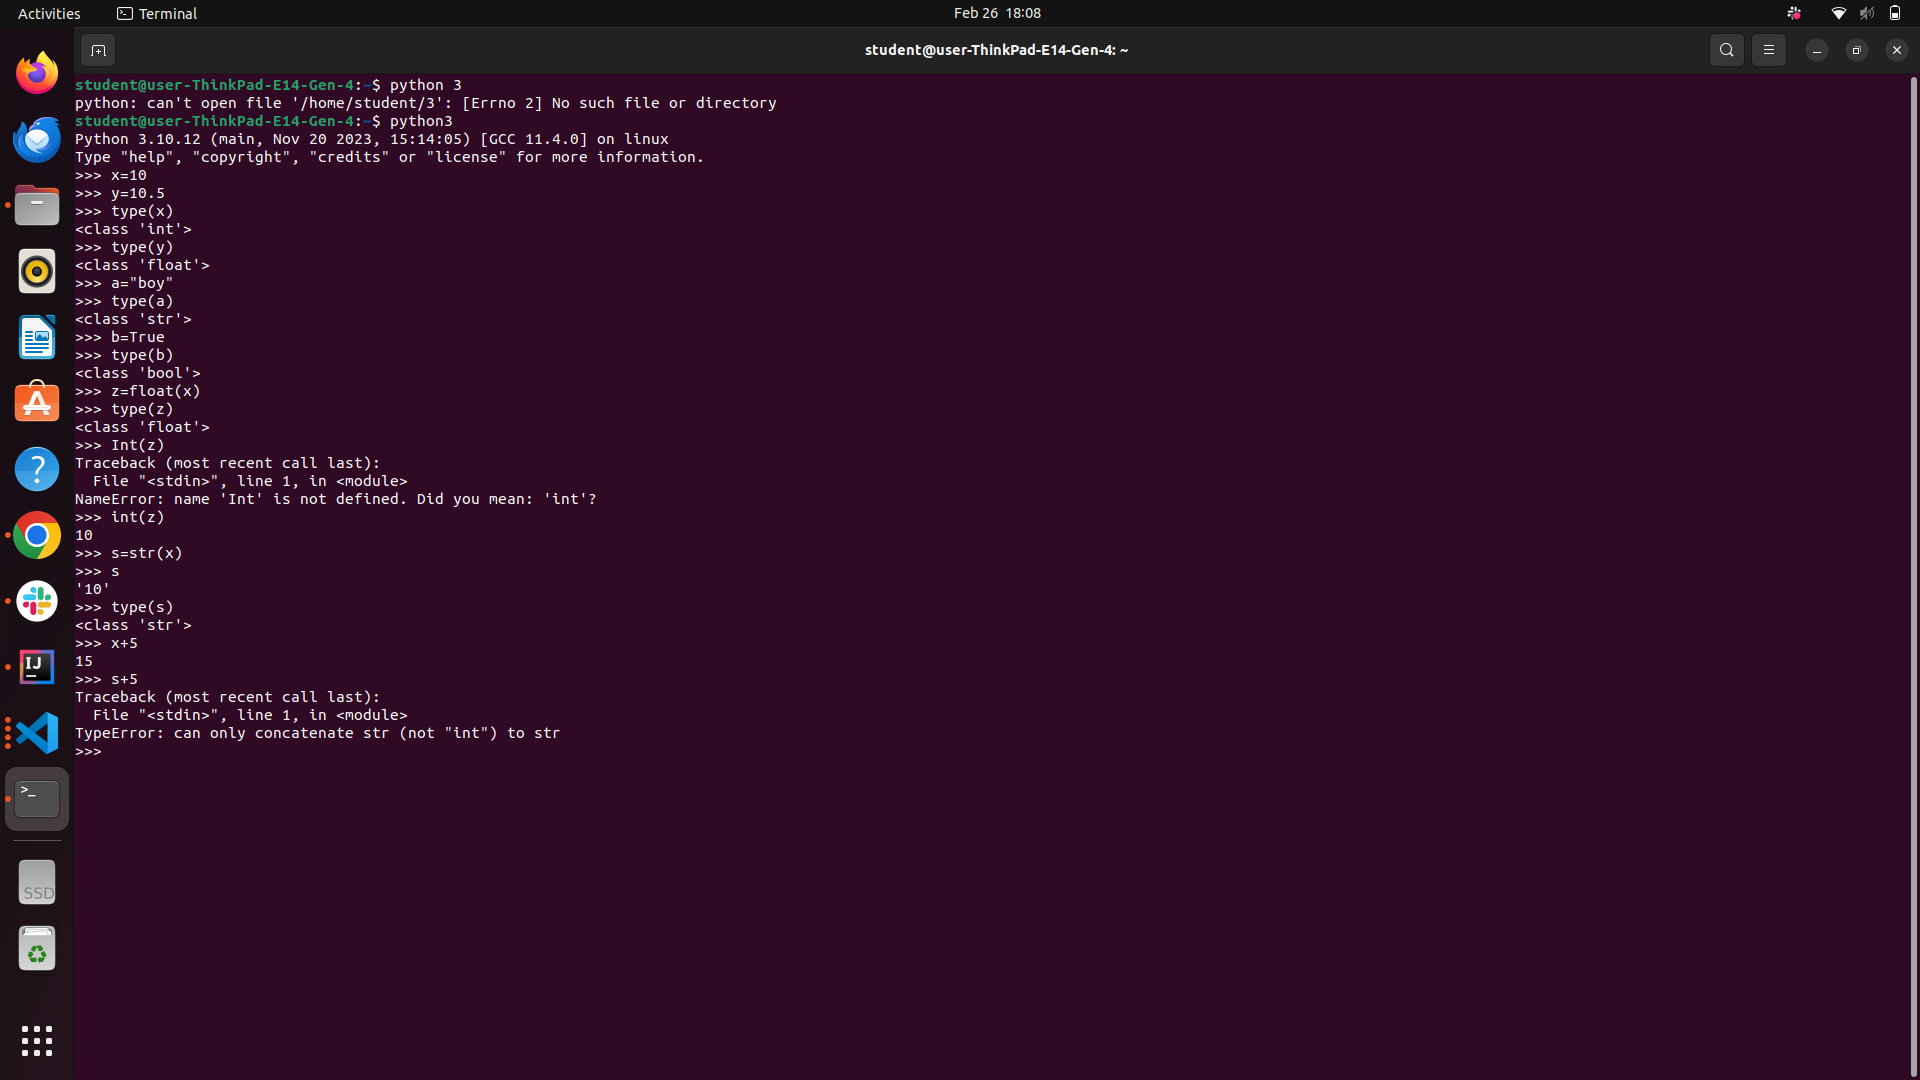 Activities
Terminal
Feb 26 18:08
student@user-ThinkPad-E14-Gen-4: ~
student@user-ThinkPad-E14-Gen-4:~$ python 3
python: can't open file '/home/student/3': [Errno 2] No such file or directory
student@user-ThinkPad-E14-Gen-4:~$ python3
Python 3.10.12 (main, Nov 20 2023, 15:14:05) [GCC 11.4.0] on linux
Type "help", "copyright", "credits" or "license" for more information.
>>> x=10
>>> y=10.5
>>> type(x)
<class 'int'>
>>> type(y)
<class 'float'>
>>> a="boy"
>>> type(a)
<class 'str'>
>>> b=True
>>> type(b)
<class 'bool'>
>>> z=float(x)
>>> type(z)
<class 'float'>
>>> Int(z)
Traceback (most recent call last):
  File "<stdin>", line 1, in <module>
NameError: name 'Int' is not defined. Did you mean: 'int'?
>>> int(z)
10
>>> s=str(x)
>>> s
'10'
>>> type(s)
<class 'str'>
>>> x+5
15
>>> s+5
Traceback (most recent call last):
  File "<stdin>", line 1, in <module>
TypeError: can only concatenate str (not "int") to str
>>>
IJ
>_
SSD